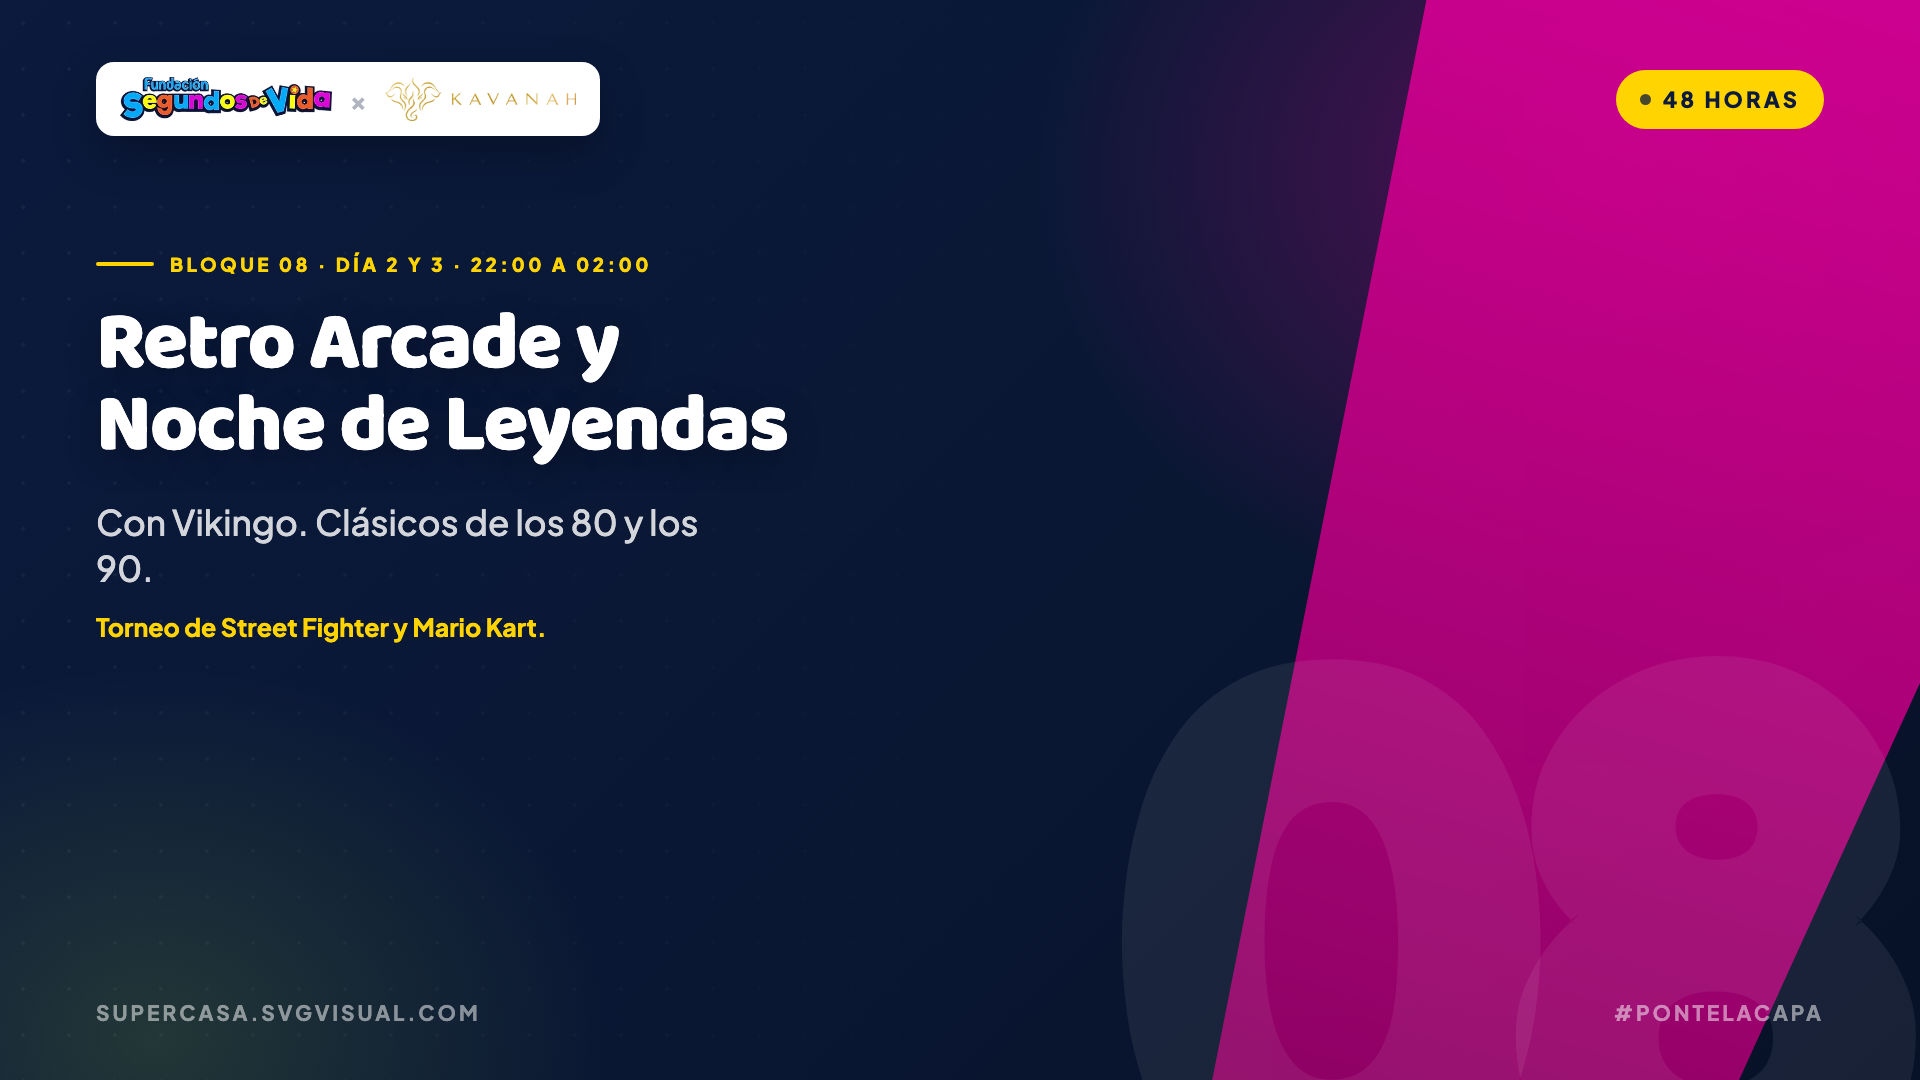 Fundación
Segundos de Vida × KAVANAH
48 HORAS
BLOQUE 08 · DÍA 2 Y 3 · 22:00 A 02:00
Retro Arcade y
Noche de Leyendas
Con Vikingo. Clásicos de los 80 y los
90.
Torneo de Street Fighter y Mario Kart.
08
SUPERCASA.SVGVISUAL.COM
#PONTELACAPA